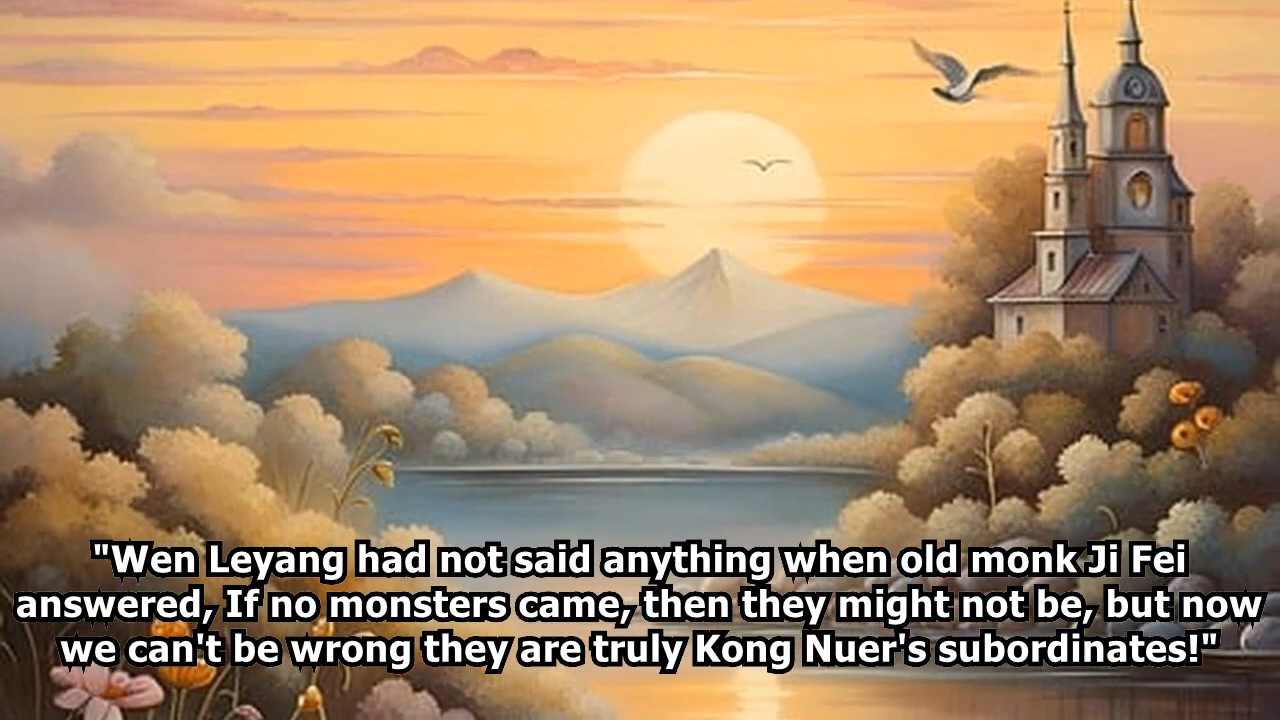 "Wen Leyang had not said anything when old monk Ji Fei
answered, If no monsters came, then they might not be, but now
we can't be wrong they are truly Kong Nuer's subordinates!"